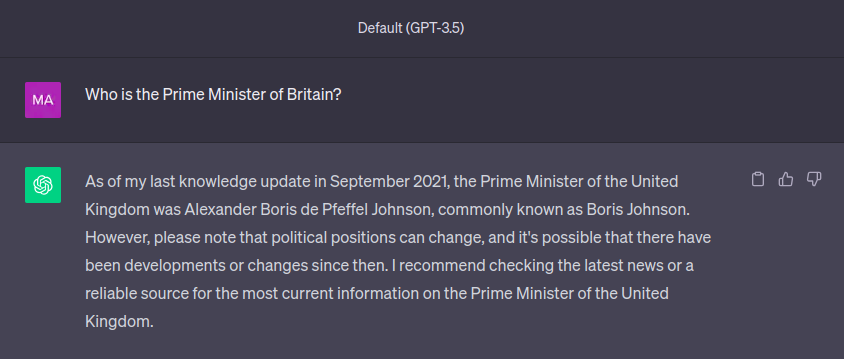 Default (GPT-3.5)
MA
Who is the Prime Minister of Britain?
As of my last knowledge update in September 2021, the Prime Minister of the United
Kingdom was Alexander Boris de Pfeffel Johnson, commonly known as Boris Johnson.
However, please note that political positions can change, and it's possible that there have
been developments or changes since then. I recommend checking the latest news or a
reliable source for the most current information on the Prime Minister of the United
Kingdom.